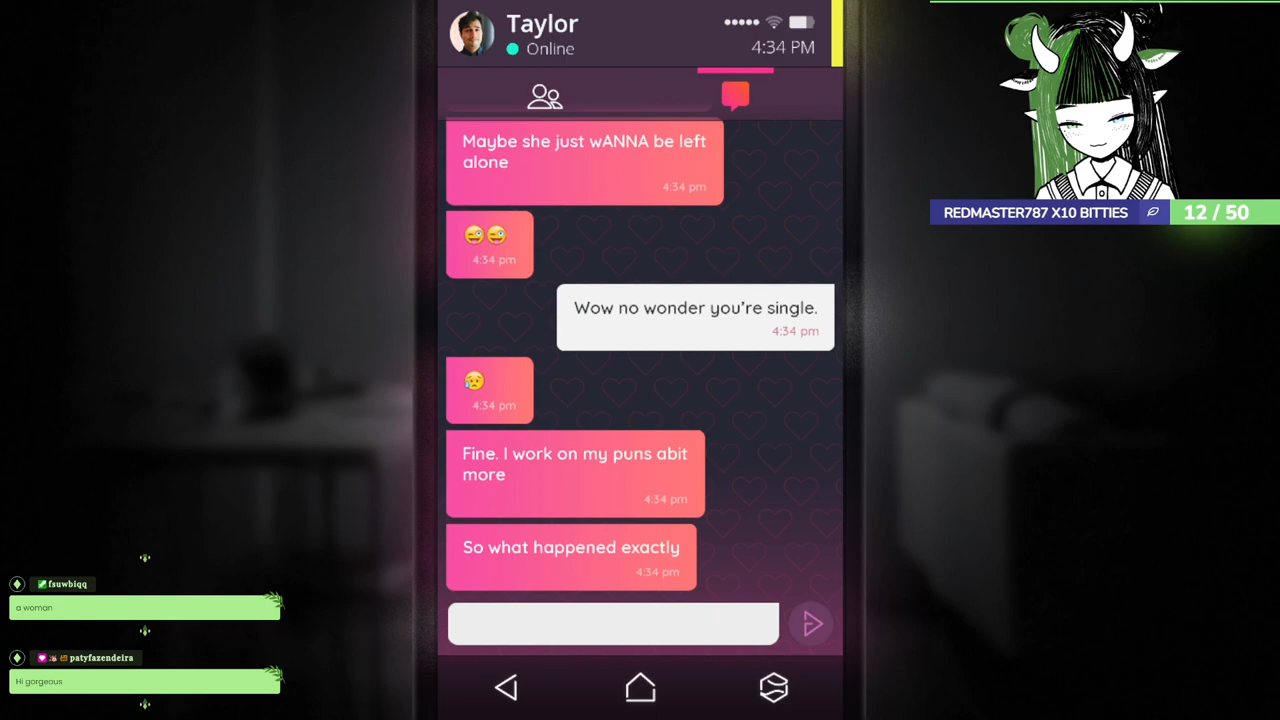 Taylor
Online
4:34 PM
Maybe she just wANNA be left
alone
4:34 pm
😜😜
4:34 pm
Wow no wonder you're single.
4:34 pm
😥
4:34 pm
Fine. I work on my puns abit
more
4:34 pm
So what happened exactly
4:34 pm
REDMASTER787 X10 BITTIES
12 / 50
fsuwbiqq
a woman
patyfazendeira
Hi gorgeous